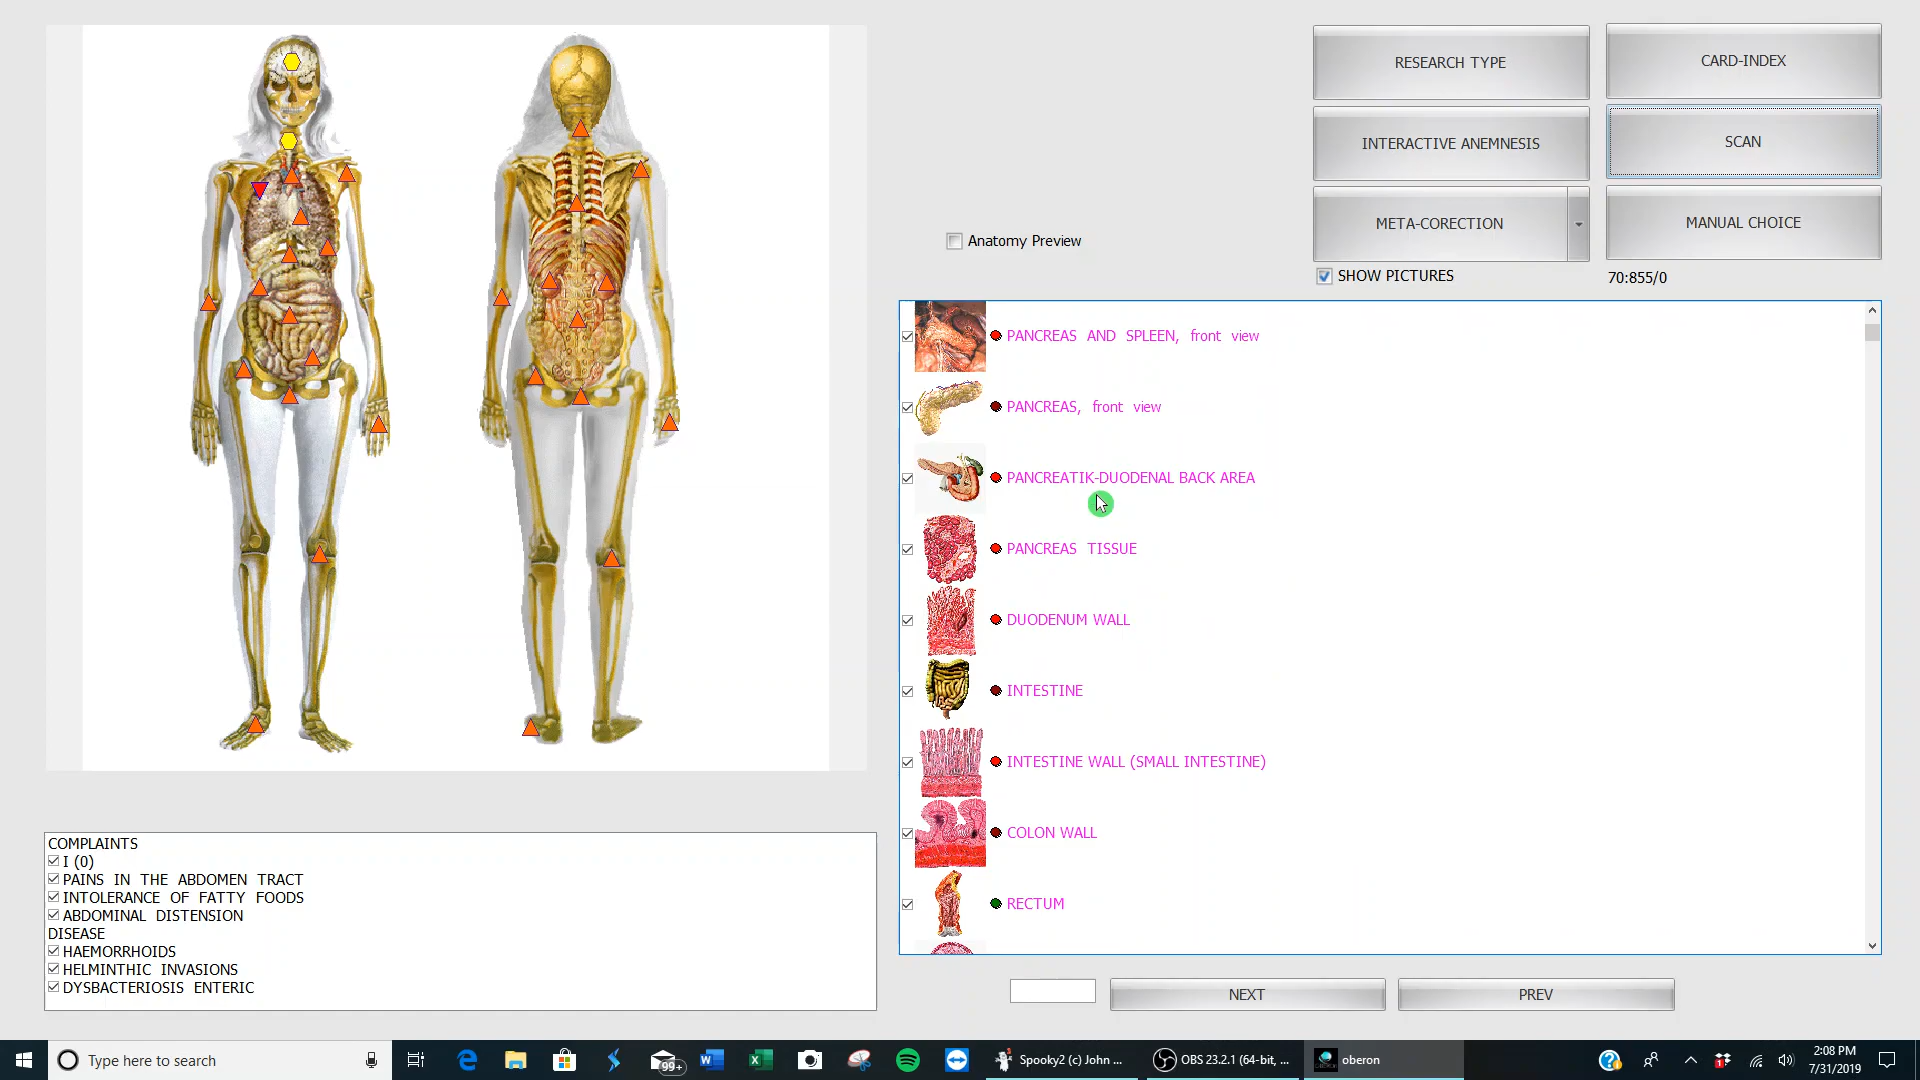 RESEARCH TYPE
CARD-INDEX
INTERACTIVE ANEMNESIS
SCAN
META-CORECTION
MANUAL CHOICE
Anatomy Preview
SHOW PICTURES
70:855/0
PANCREAS AND SPLEEN, front view
PANCREAS, front view
PANCREATIK-DUODENAL BACK AREA
PANCREAS TISSUE
DUODENUM WALL
INTESTINE
INTESTINE WALL (SMALL INTESTINE)
COLON WALL
RECTUM
COMPLAINTS
I (0)
PAINS IN THE ABDOMEN TRACT
INTOLERANCE OF FATTY FOODS
ABDOMINAL DISTENSION
DISEASE
HAEMORRHOIDS
HELMINTHIC INVASIONS
DYSBACTERIOSIS ENTERIC
NEXT
PREV
Type here to search
99+
Spooky2 (c) John ...
OBS 23.2.1 (64-bit, ...
oberon
1
2:08 PM
7/31/2019